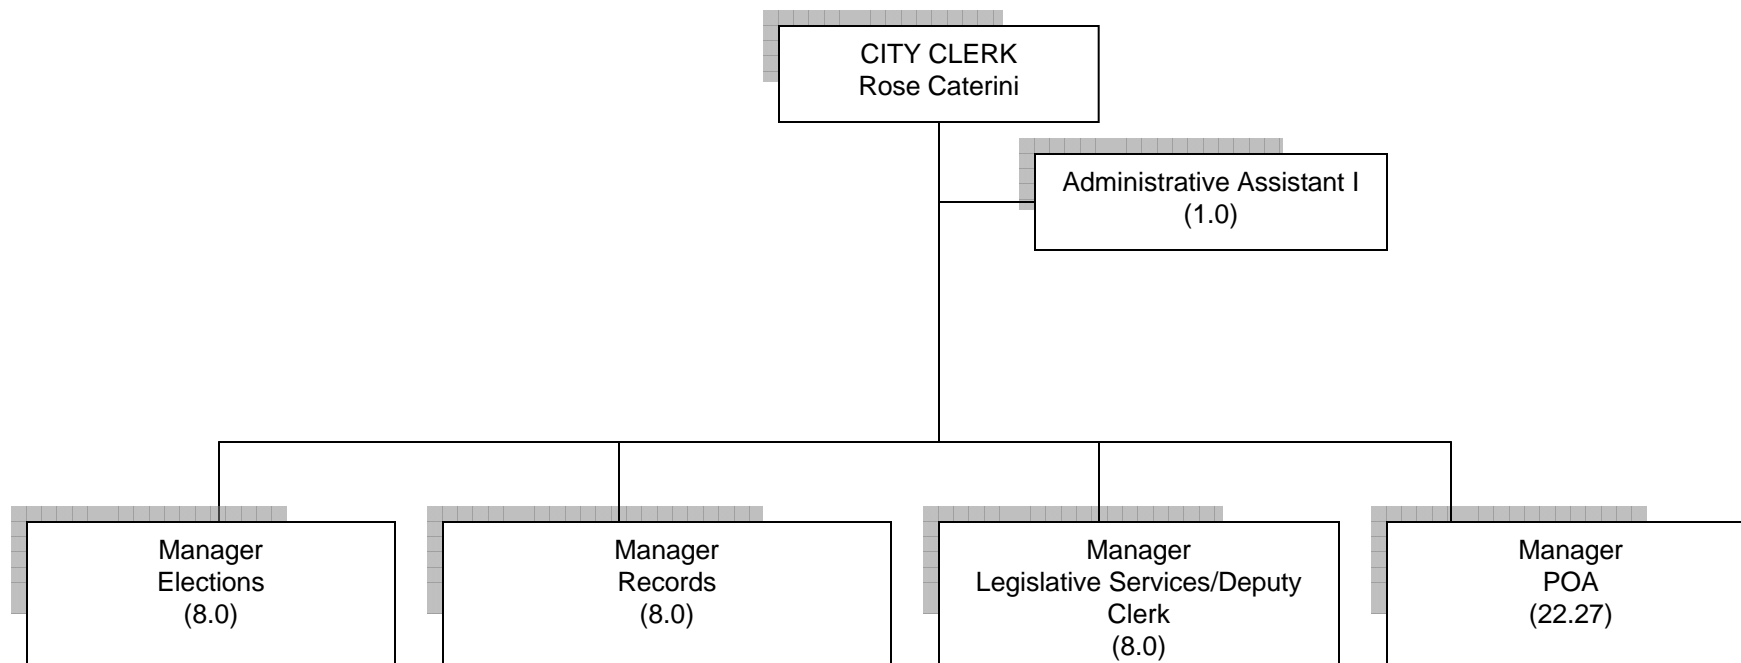 CITY CLERK
Rose Caterini
Administrative Assistant I
(1.0)
Manager
Elections
(8.0)
Manager
Records
(8.0)
Manager
Legislative Services/Deputy
Clerk
(8.0)
Manager
POA
(22.27)